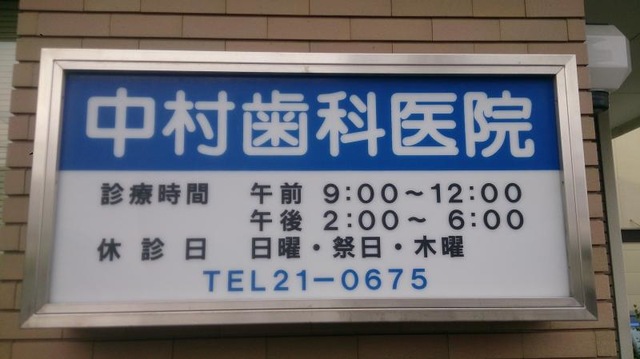 中村歯科医院
診療時間 午前 9:00～12:00
午後 2:00～ 6:00
休診日 日曜・祭日・木曜
TEL21－0675